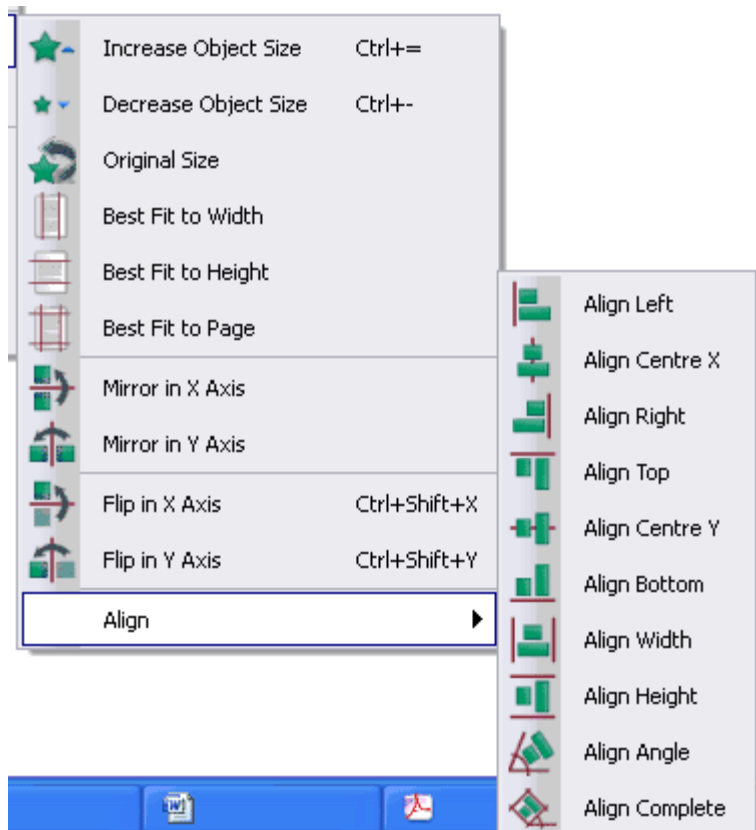 Increase Object Size Ctrl+=
Decrease Object Size Ctrl+-
Original Size
Best Fit to Width
Best Fit to Height
Best Fit to Page
Mirror in X Axis
Mirror in Y Axis
Flip in X Axis Ctrl+Shift+X
Flip in Y Axis Ctrl+Shift+Y
Align
Align Left
Align Centre X
Align Right
Align Top
Align Centre Y
Align Bottom
Align Width
Align Height
Align Angle
Align Complete